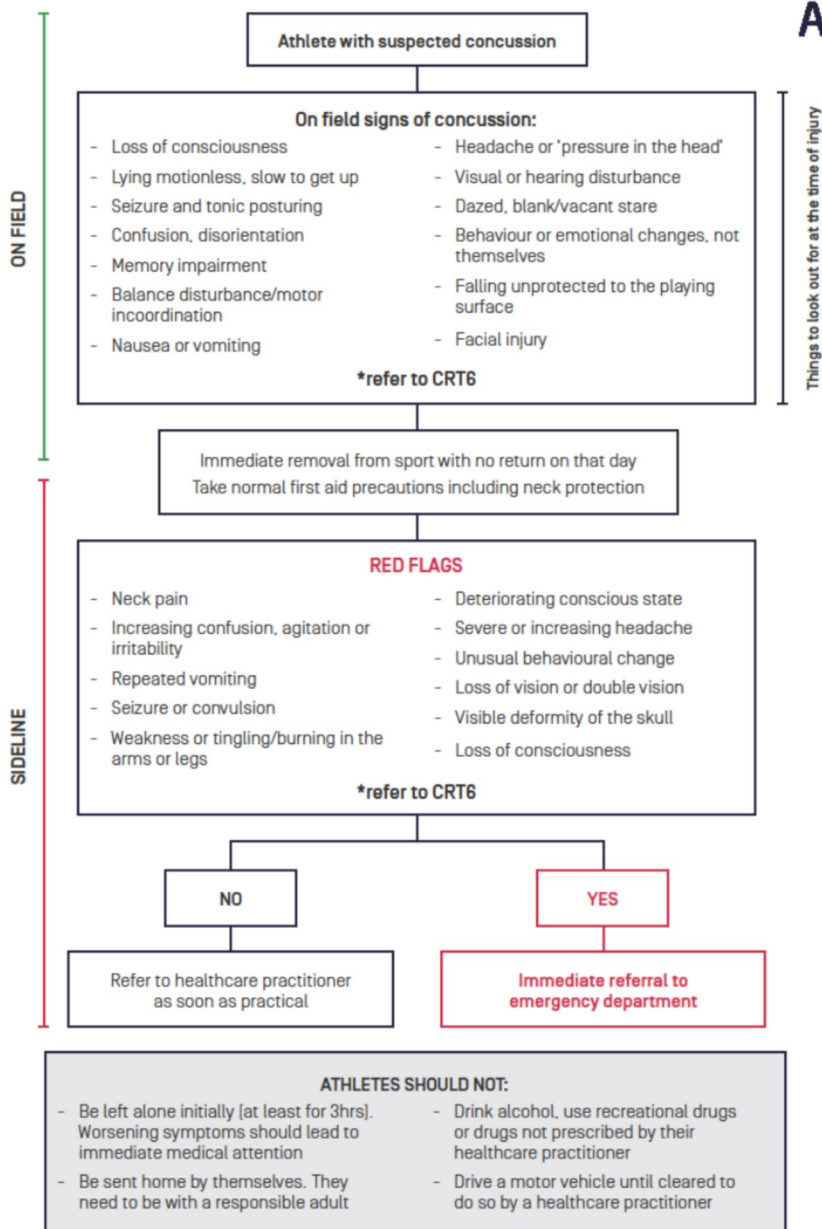 A
Athlete with suspected concussion
ON FIELD
On field signs of concussion:
- Loss of consciousness
- Lying motionless, slow to get up
- Seizure and tonic posturing
- Confusion, disorientation
- Memory impairment
- Balance disturbance/motor
incoordination
- Nausea or vomiting
- Headache or ‘pressure in the head’
- Visual or hearing disturbance
- Dazed, blank/vacant stare
- Behaviour or emotional changes, not
themselves
- Falling unprotected to the playing
surface
- Facial injury
*refer to CRT6
Things to look out for at the time of injury
Immediate removal from sport with no return on that day
Take normal first aid precautions including neck protection
SIDELINE
RED FLAGS
- Neck pain
- Increasing confusion, agitation or
irritability
- Repeated vomiting
- Seizure or convulsion
- Weakness or tingling/burning in the
arms or legs
- Deteriorating conscious state
- Severe or increasing headache
- Unusual behavioural change
- Loss of vision or double vision
- Visible deformity of the skull
- Loss of consciousness
*refer to CRT6
NO
YES
Refer to healthcare practitioner
as soon as practical
Immediate referral to
emergency department
ATHLETES SHOULD NOT:
- Be left alone initially (at least for 3hrs).
Worsening symptoms should lead to
immediate medical attention
- Be sent home by themselves. They
need to be with a responsible adult
- Drink alcohol, use recreational drugs
or drugs not prescribed by their
healthcare practitioner
- Drive a motor vehicle until cleared to
do so by a healthcare practitioner